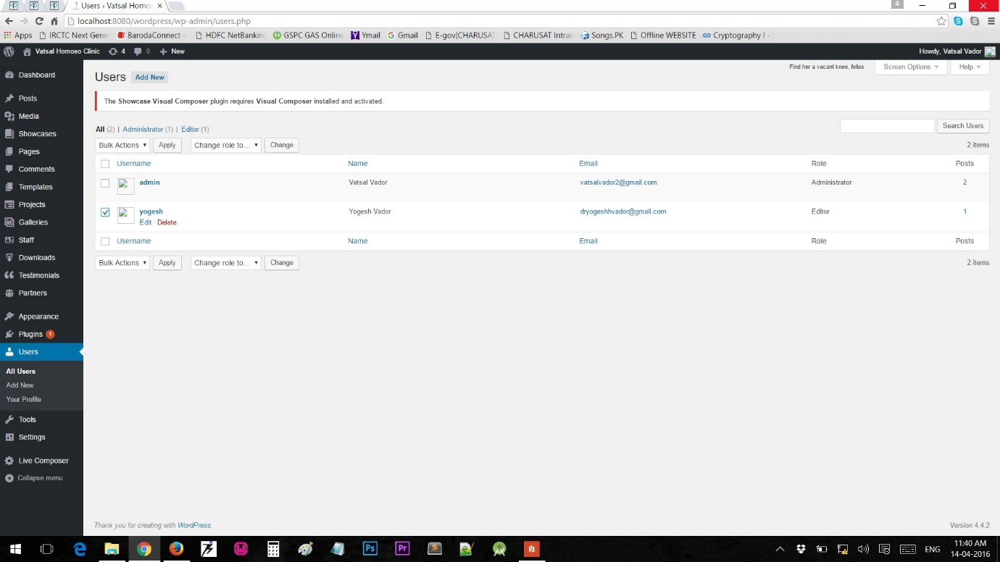 Users ‹ Vatsal Homo
localhost:8080/wordpress/wp-admin/users.php
Apps IRCTC Next Gene BarodaConnect - HDFC NetBanking GSPC GAS Online Ymail Gmail E-gov(CHARUSAT CHARUSAT Intran Songs.PK Offline WEBSITE Cryptography I -
Vatsal Homoeo Clinic 4 0 New Howdy, Vatsal Vador
Dashboard
Posts
Media
Showcases
Pages
Comments
Templates
Projects
Galleries
Staff
Downloads
Testimonials
Partners
Appearance
Plugins 1
Users
All Users
Add New
Your Profile
Tools
Settings
Live Composer
Collapse menu
Find her a vacant knee, fellas Screen Options Help
Users Add New
The Showcase Visual Composer plugin requires Visual Composer installed and activated.
All (2) | Administrator (1) | Editor (1) Search Users
Bulk Actions Apply Change role to... Change 2 items
Username Name Email Role Posts
admin Vatsal Vador vatsalvador2@gmail.com Administrator 2
yogesh Yogesh Vador dryogeshhvador@gmail.com Editor 1
Edit | Delete
Username Name Email Role Posts
Bulk Actions Apply Change role to... Change 2 items
Thank you for creating with WordPress. Version 4.4.2
Ps Pr S ENG 11:40 AM
14-04-2016